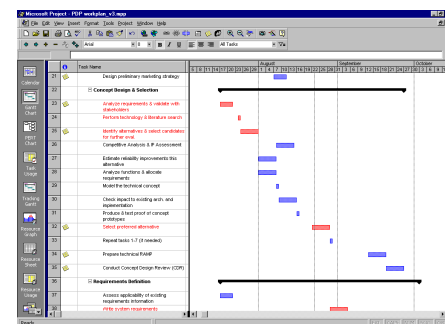 Microsoft Project - PDP workplan_v3.mpp
File Edit View Insert Format Tools Project Window Help
Arial 8 B I U All Tasks
Task Name
August September October
21 Design preliminary marketing strategy
22 Concept Design & Selection
23 Analyze requirements & validate with
stakeholders
24 Perform technology & literature search
25 Identify alternatives & select candidates
for further eval.
26 Competitive Analysis & IP Assessment
27 Estimate reliability improvements this
alternative
28 Analyze functions & allocate
requirements
29 Model the technical concept
30 Check impact to existing arch. and
implementation
31 Produce & test proof of concept
prototypes
32 Select preferred alternative
33 Repeat tasks 1-7 (if needed)
34 Prepare technical RAMP
35 Conduct Concept Design Review (CDR)
36 Requirements Definition
37 Assess applicability of existing
requirements information
38 Write system requirements
Calendar
Gantt
Chart
PERT
Chart
Task
Usage
Tracking
Gantt
Resource
Graph
Resource
Sheet
Resource
Usage
Ready